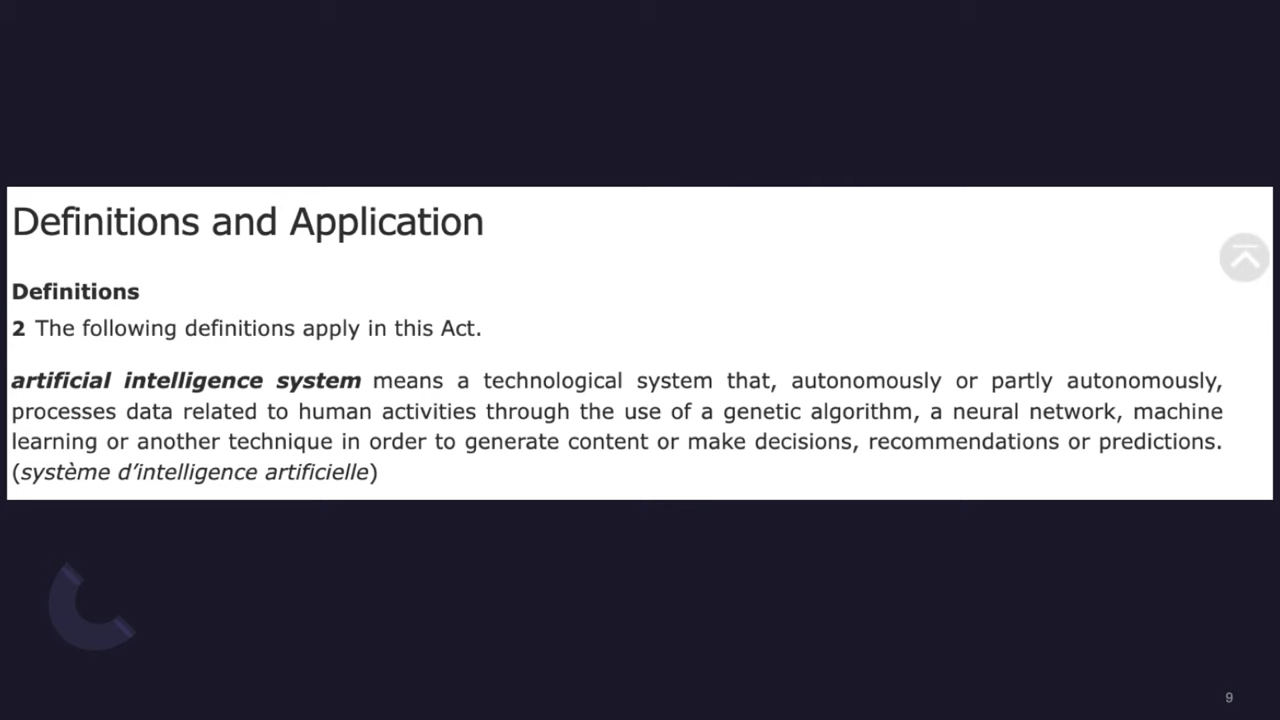 Definitions and Application
Definitions
2 The following definitions apply in this Act.
artificial intelligence system means a technological system that, autonomously or partly autonomously,
processes data related to human activities through the use of a genetic algorithm, a neural network, machine
learning or another technique in order to generate content or make decisions, recommendations or predictions.
(système d’intelligence artificielle)
9